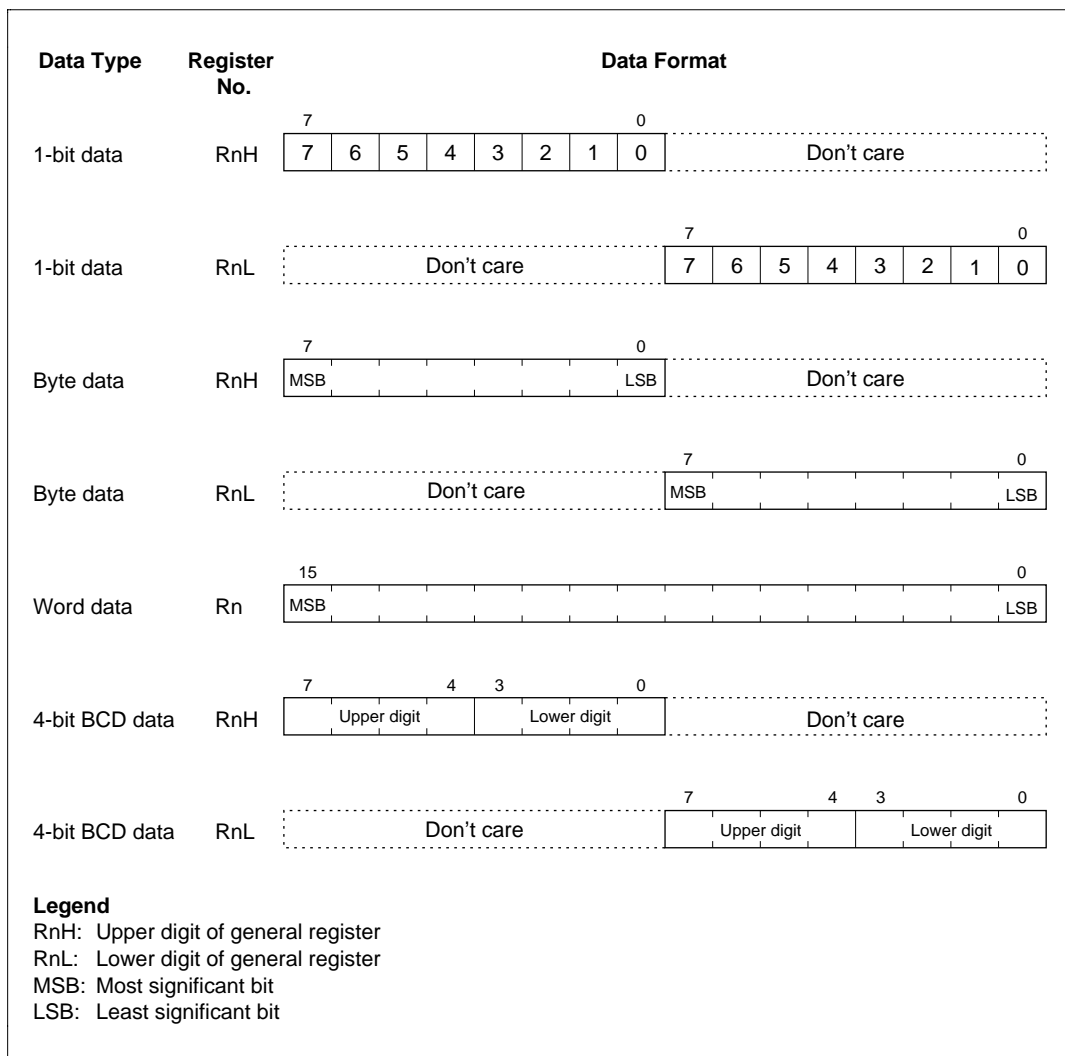 Data Type Register No. Data Format
7 0
1-bit data RnH 7 6 5 4 3 2 1 0 Don't care
7 0
1-bit data RnL Don't care 7 6 5 4 3 2 1 0
7 0
Byte data RnH MSB LSB Don't care
7 0
Byte data RnL Don't care MSB LSB
15 0
Word data Rn MSB LSB
7 4 3 0
4-bit BCD data RnH Upper digit Lower digit Don't care
7 4 3 0
4-bit BCD data RnL Don't care Upper digit Lower digit
Legend
RnH: Upper digit of general register
RnL: Lower digit of general register
MSB: Most significant bit
LSB: Least significant bit